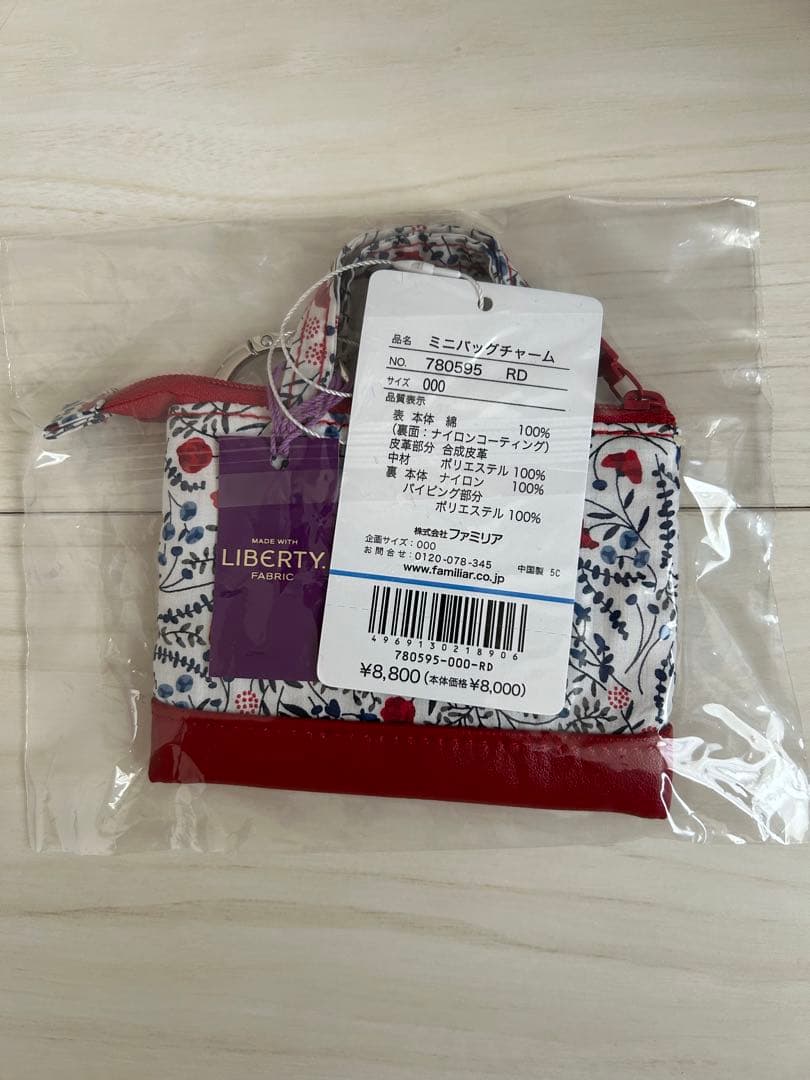 品名 ミニバッグチャーム
NO. 780595 RD
サイズ 000
品質表示
表 本体 綿 100%
(裏面:ナイロンコーティング)
皮革部分 合成皮革
中材 ポリエステル 100%
裏 本体 ナイロン 100%
パイピング部分
ポリエステル 100%
株式会社 ファミリア
企画サイズ:000
お問合せ:0120-078-345 中国製 5C
www.familiar.co.jp
4969130218906
780595-000-RD
¥8,800(本体価格 ¥8,000)
MADE WITH
LIBERTY.
FABRIC